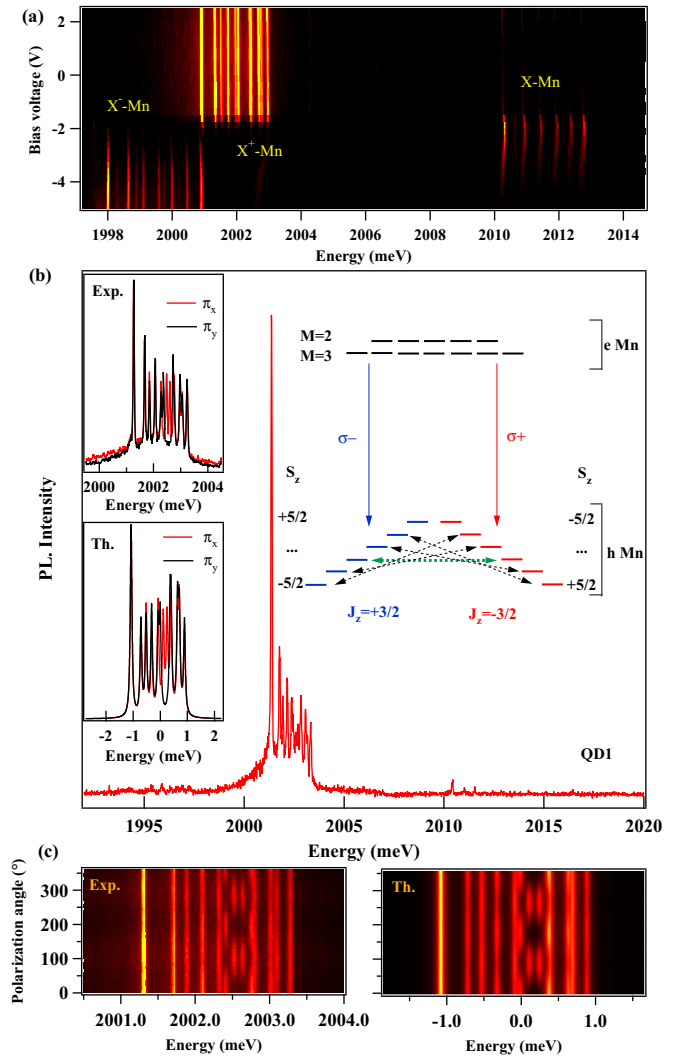 (a)
Bias voltage (V)
2
0
-2
-4
X⁻-Mn
X⁺-Mn
X-Mn
1998 2000 2002 2004 2006 2008 2010 2012 2014
Energy (meV)
(b)
PL. Intensity
Exp.
πx
πy
2000 2002 2004
Energy (meV)
Th.
πx
πy
-2 -1 0 1 2
Energy (meV)
M=2
M=3
e Mn
σ−
σ+
Sz
Sz
+5/2
-5/2
...
...
h Mn
-5/2
+5/2
Jz=+3/2
Jz=-3/2
QD1
1995 2000 2005 2010 2015 2020
Energy (meV)
(c)
Polarization angle (°)
300
200
100
0
Exp.
2001.0 2002.0 2003.0 2004.0
Energy (meV)
Th.
-1.0 0.0 1.0
Energy (meV)